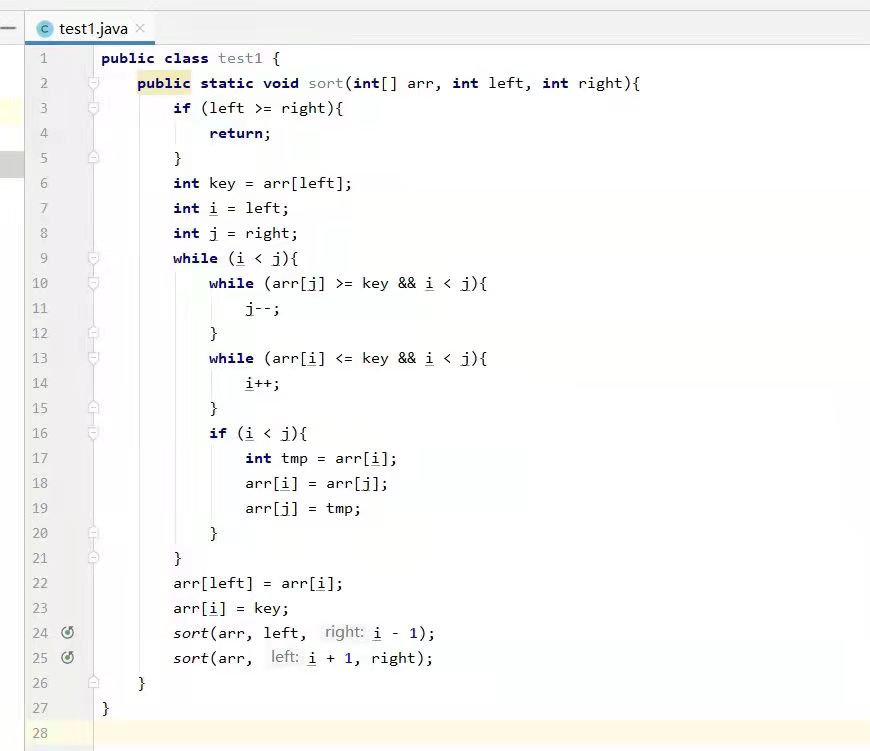 test1.java
1 public class test1 {
2 public static void sort(int[] arr, int left, int right){
3 if (left >= right){
4 return;
5 }
6 int key = arr[left];
7 int i = left;
8 int j = right;
9 while (i < j){
10 while (arr[j] >= key && i < j){
11 j--;
12 }
13 while (arr[i] <= key && i < j){
14 i++;
15 }
16 if (i < j){
17 int tmp = arr[i];
18 arr[i] = arr[j];
19 arr[j] = tmp;
20 }
21 }
22 arr[left] = arr[i];
23 arr[i] = key;
24 sort(arr, left, right: i - 1);
25 sort(arr, left: i + 1, right);
26 }
27 }
28